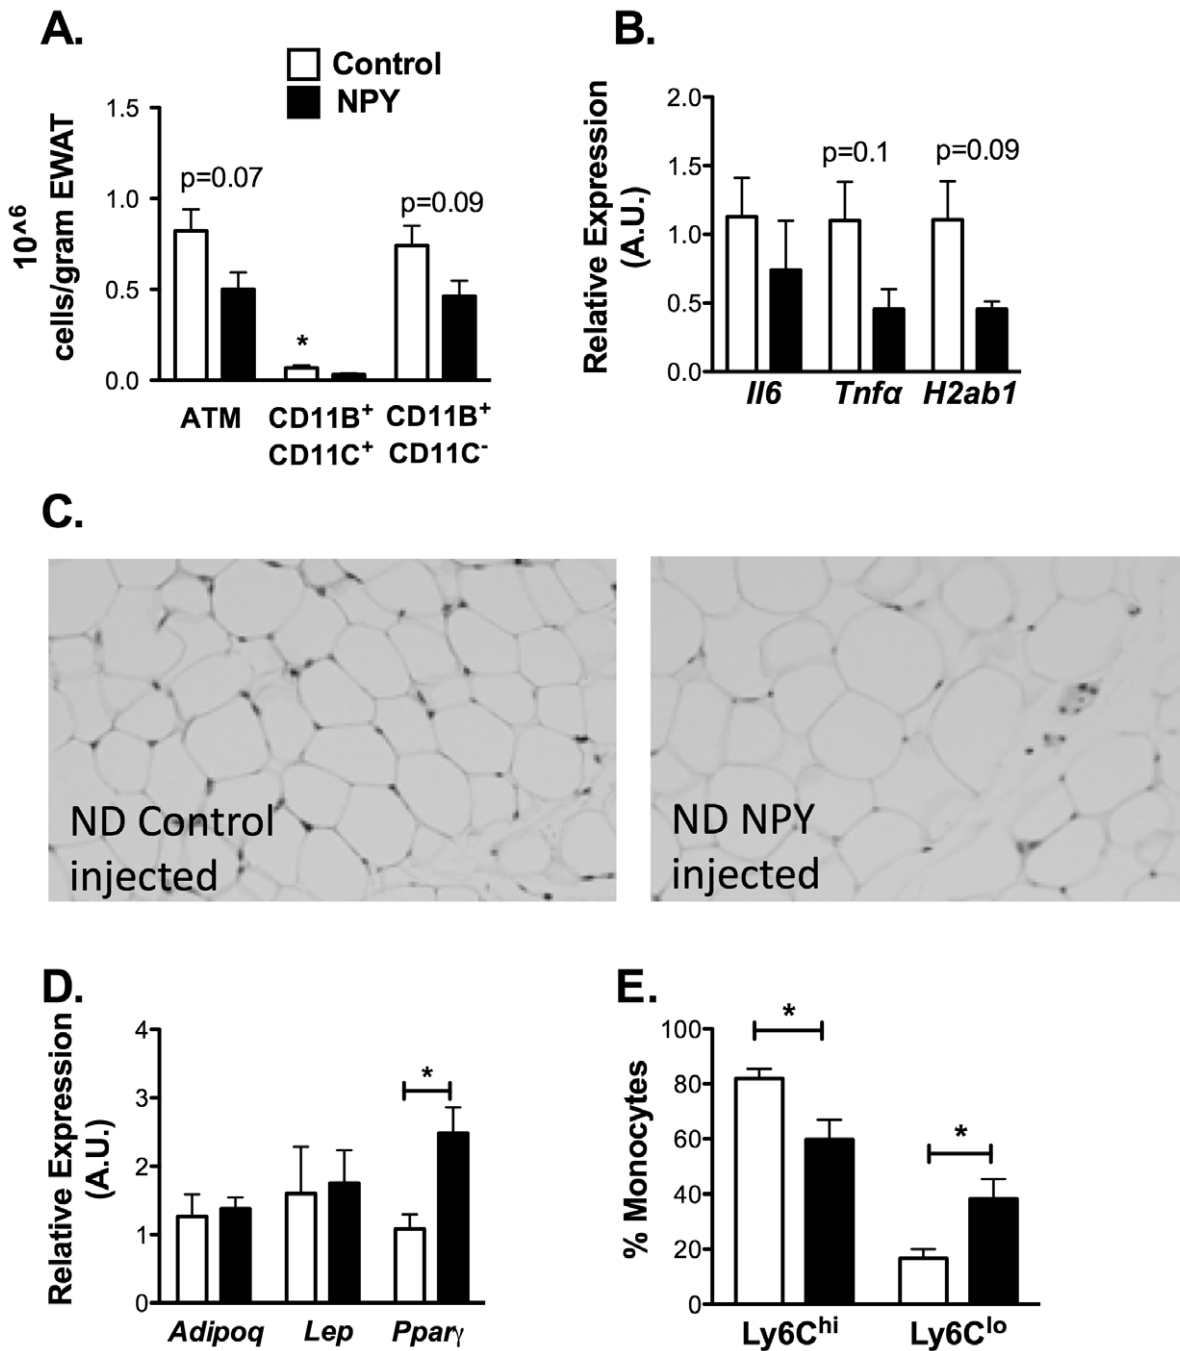 A.
Control
NPY
10^6
cells/gram EWAT
1.5
1.0
0.5
0.0
p=0.07
*
p=0.09
ATM
CD11B+
CD11C+
CD11B+
CD11C-
B.
Relative Expression
(A.U.)
2.0
1.5
1.0
0.5
0.0
p=0.1
p=0.09
Il6
Tnfα
H2ab1
C.
ND Control
injected
ND NPY
injected
D.
Relative Expression
(A.U.)
4
3
2
1
0
*
Adipoq
Lep
Pparγ
E.
% Monocytes
100
80
60
40
20
0
*
*
Ly6Chi
Ly6Clo